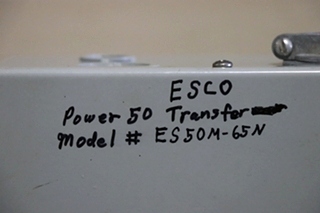 ESCO
Power 50 Transfer
Model # ES50M-65N